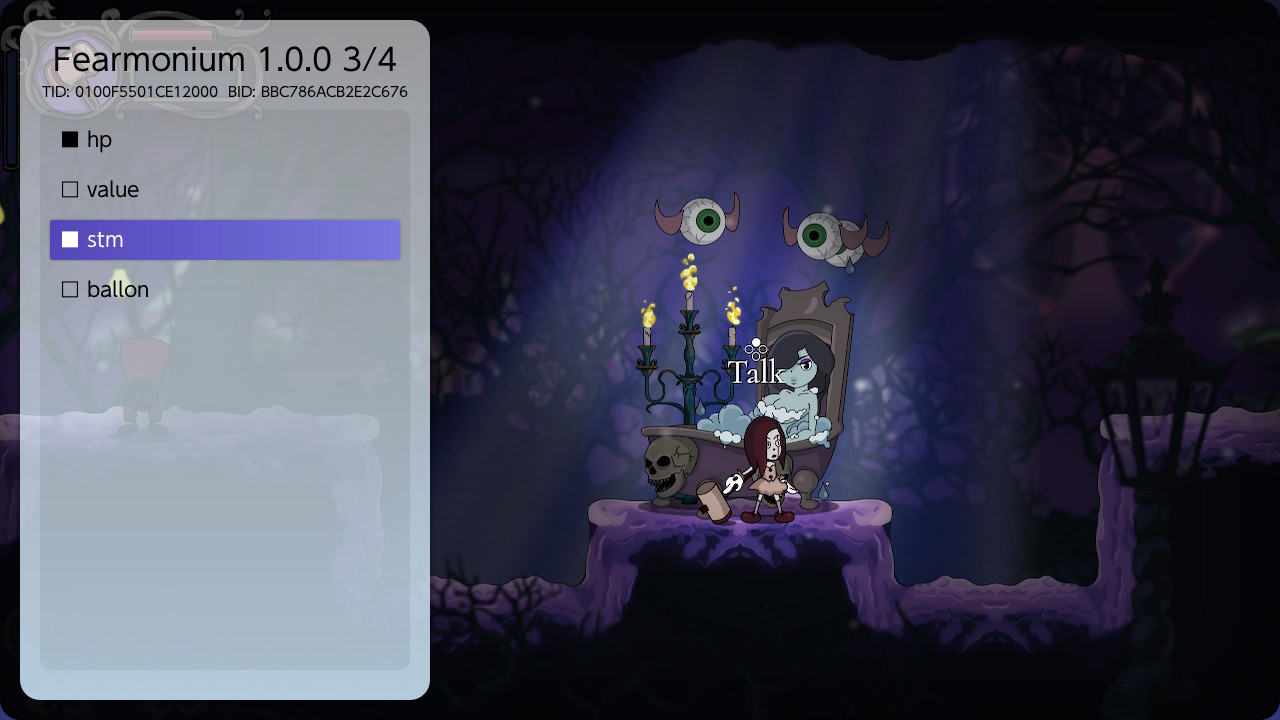 Fearmonium 1.0.0 3/4
TID: 0100F5501CE12000 BID: BBC786ACB2E2C676
hp
value
stm
ballon
Talk